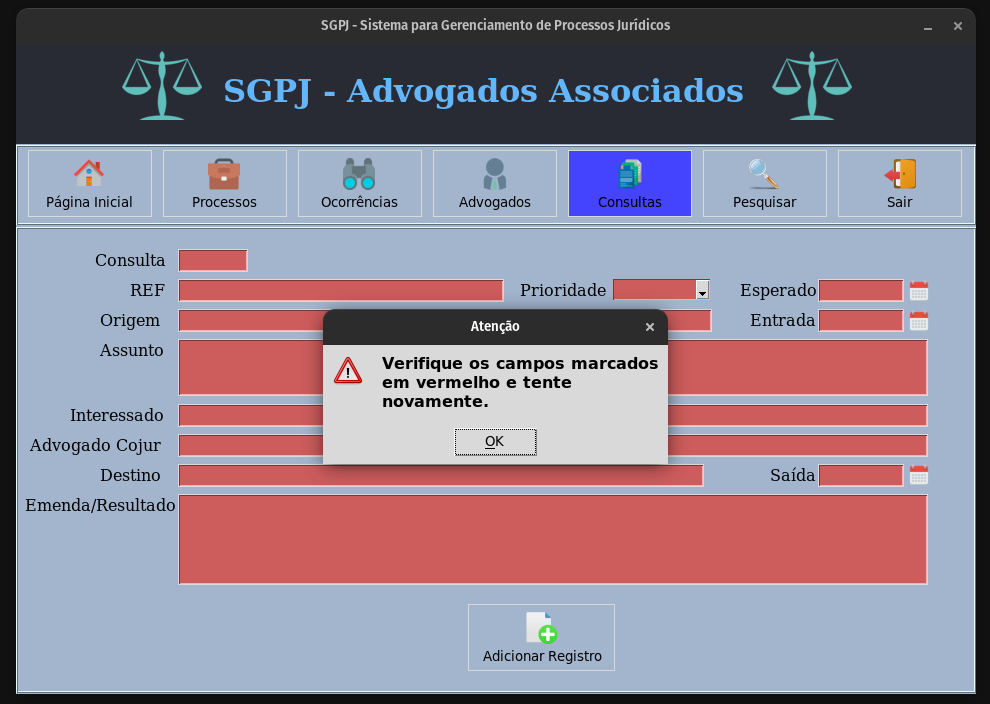 SGPJ - Sistema para Gerenciamento de Processos Jurídicos
SGPJ - Advogados Associados
Página Inicial
Processos
Ocorrências
Advogados
Consultas
Pesquisar
Sair
Consulta
REF
Prioridade
Esperado
Origem
Entrada
Assunto
Atenção
Verifique os campos marcados
em vermelho e tente
novamente.
OK
Interessado
Advogado Cojur
Destino
Saída
Emenda/Resultado
Adicionar Registro